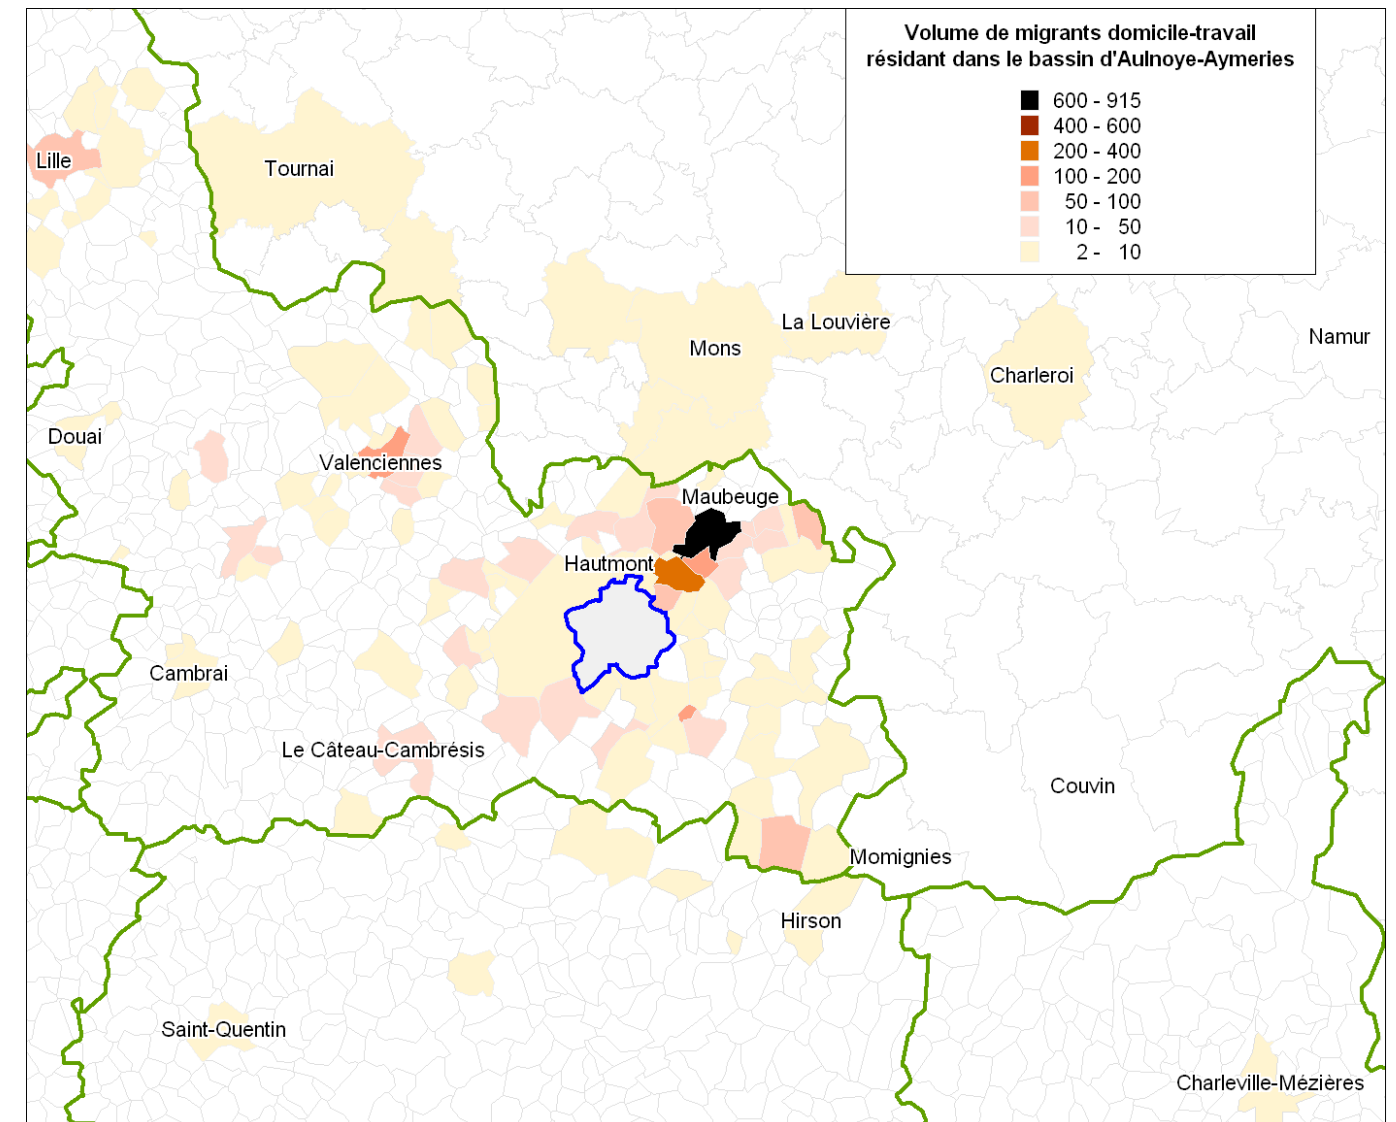 Volume de migrants domicile-travail
résidant dans le bassin d'Aulnoye-Aymeries
600 - 915
400 - 600
200 - 400
100 - 200
50 - 100
10 - 50
2 - 10
Lille
Tournai
La Louvière
Namur
Mons
Charleroi
Douai
Valenciennes
Maubeuge
Hautmont
Cambrai
Le Câteau-Cambrésis
Couvin
Momignies
Hirson
Saint-Quentin
Charleville-Mézières